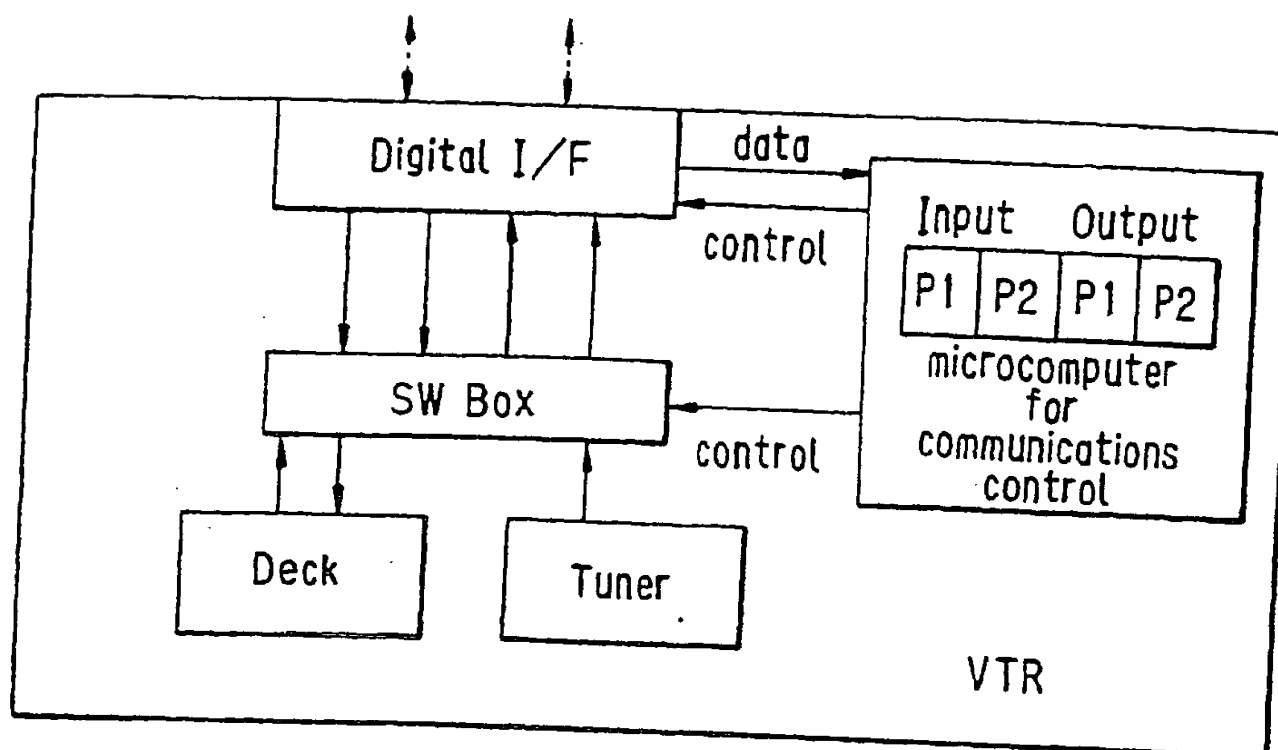 Digital I/F
data
control
Input Output
P1 P2 P1 P2
microcomputer
for
communications
control
SW Box
control
Deck
Tuner
VTR